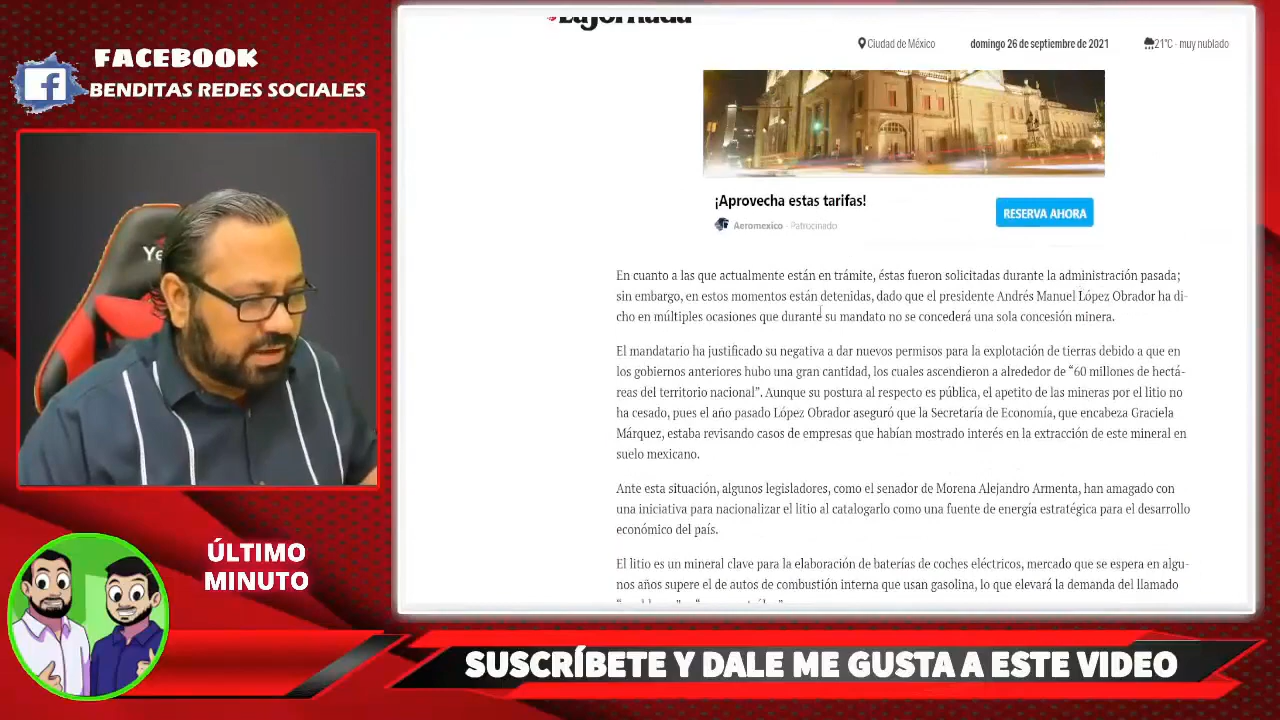 FACEBOOK
BENDITAS REDES SOCIALES
LaJornada
Ciudad de México
domingo 26 de septiembre de 2021
21°C - muy nublado
¡Aprovecha estas tarifas!
Aeromexico - Patrocinado
RESERVA AHORA
En cuanto a las que actualmente están en trámite, éstas fueron solicitadas durante la administración pasada;
sin embargo, en estos momentos están detenidas, dado que el presidente Andrés Manuel López Obrador ha di-
cho en múltiples ocasiones que durante su mandato no se concederá una sola concesión minera.
El mandatario ha justificado su negativa a dar nuevos permisos para la explotación de tierras debido a que en
los gobiernos anteriores hubo una gran cantidad, los cuales ascendieron a alrededor de “60 millones de hectá-
reas del territorio nacional”. Aunque su postura al respecto es pública, el apetito de las mineras por el litio no
ha cesado, pues el año pasado López Obrador aseguró que la Secretaría de Economía, que encabeza Graciela
Márquez, estaba revisando casos de empresas que habían mostrado interés en la extracción de este mineral en
suelo mexicano.
Ante esta situación, algunos legisladores, como el senador de Morena Alejandro Armenta, han amagado con
una iniciativa para nacionalizar el litio al catalogarlo como una fuente de energía estratégica para el desarrollo
económico del país.
El litio es un mineral clave para la elaboración de baterías de coches eléctricos, mercado que se espera en algu-
nos años supere el de autos de combustión interna que usan gasolina, lo que elevará la demanda del llamado
Ye
ÚLTIMO
MINUTO
SUSCRÍBETE Y DALE ME GUSTA A ESTE VIDEO